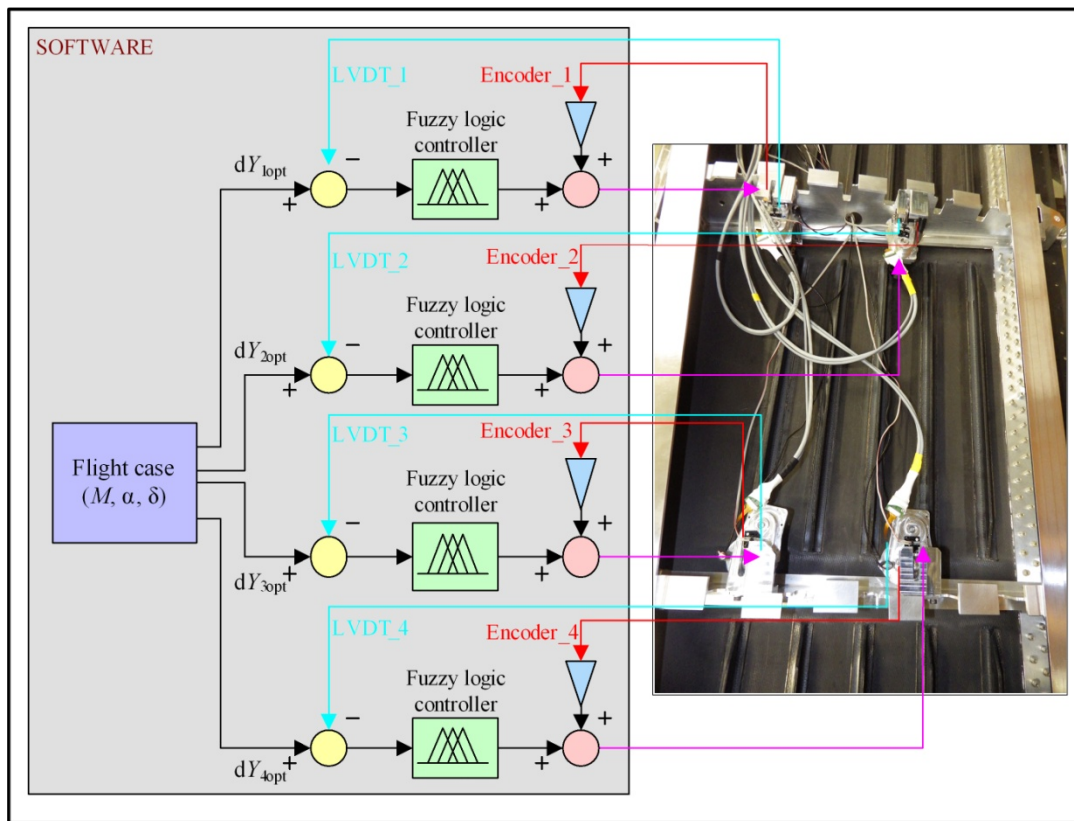 SOFTWARE
LVDT_1
Encoder_1
Fuzzy logic
controller
dY1opt
−
+
+
+
LVDT_2
Encoder_2
Fuzzy logic
controller
dY2opt
−
+
+
+
Flight case
(M, α, δ)
LVDT_3
Encoder_3
Fuzzy logic
controller
dY3opt
−
+
+
+
LVDT_4
Encoder_4
Fuzzy logic
controller
dY4opt
−
+
+
+